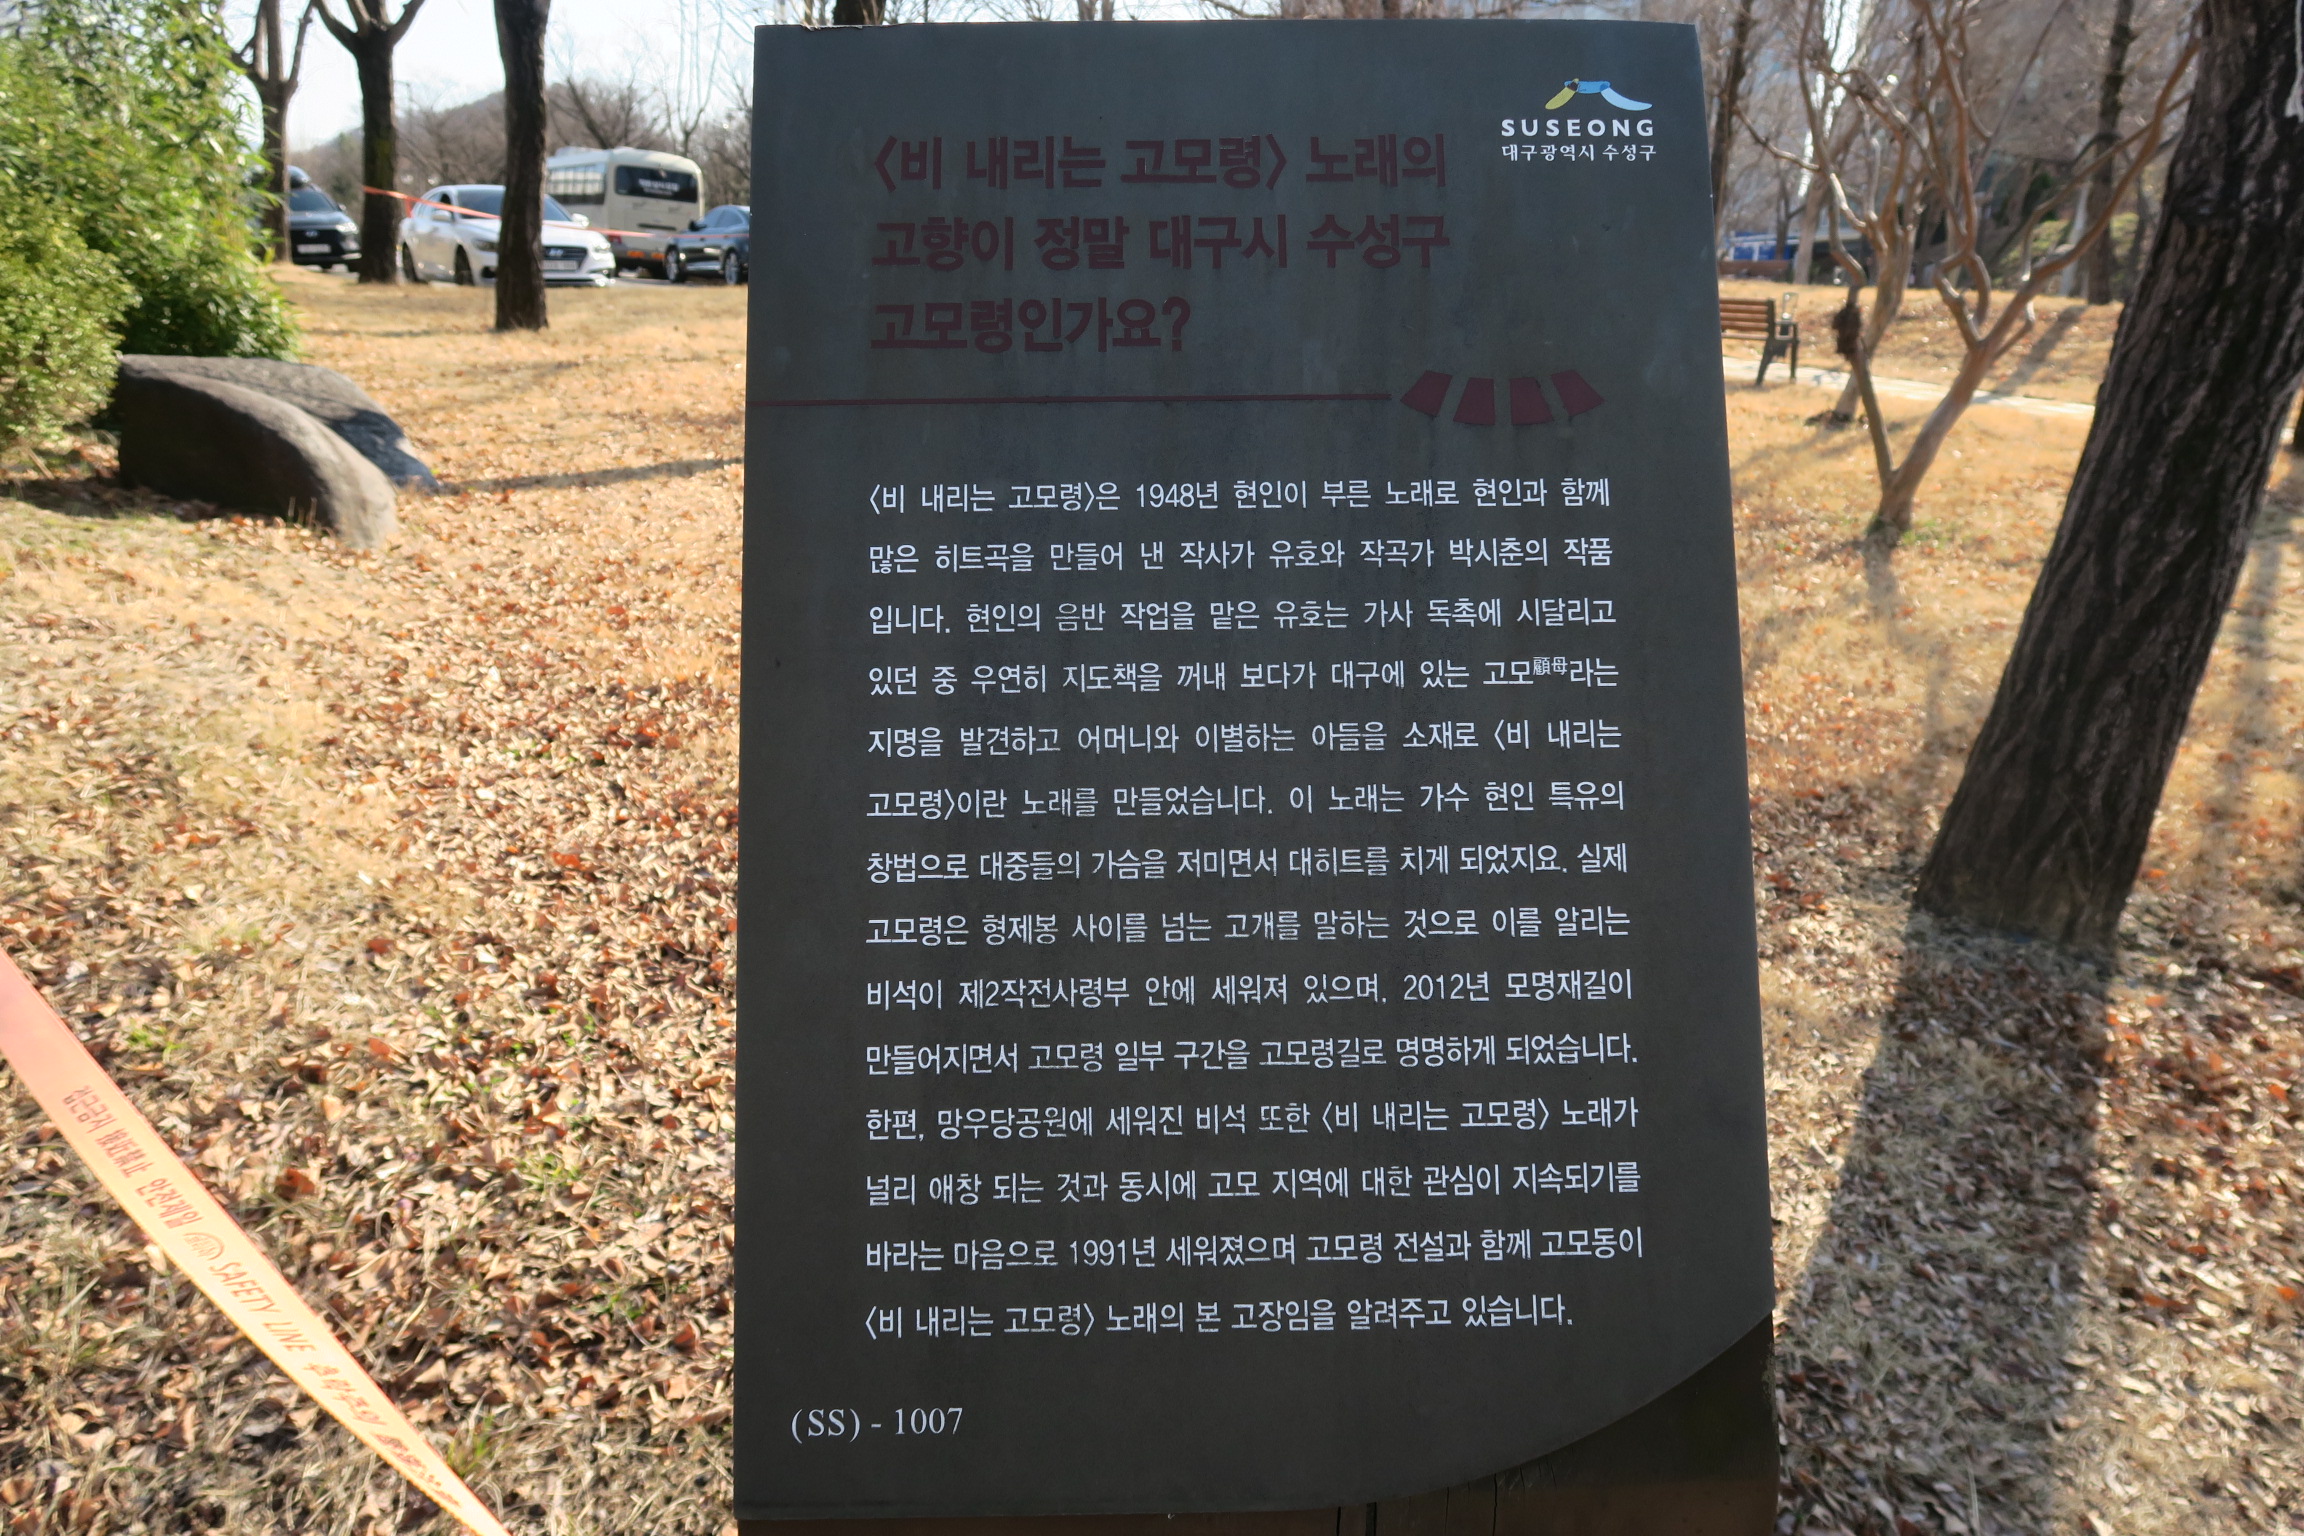 SUSEONG
대구광역시 수성구
〈비 내리는 고모령〉 노래의
고향이 정말 대구시 수성구
고모령인가요?
〈비 내리는 고모령〉은 1948년 현인이 부른 노래로 현인과 함께
많은 히트곡을 만들어 낸 작사가 유호와 작곡가 박시춘의 작품
입니다. 현인의 음반 작업을 맡은 유호는 가사 독촉에 시달리고
있던 중 우연히 지도책을 꺼내 보다가 대구에 있는 고모顧母라는
지명을 발견하고 어머니와 이별하는 아들을 소재로 〈비 내리는
고모령〉이란 노래를 만들었습니다. 이 노래는 가수 현인 특유의
창법으로 대중들의 가슴을 저미면서 대히트를 치게 되었지요. 실제
고모령은 형제봉 사이를 넘는 고개를 말하는 것으로 이를 알리는
비석이 제2작전사령부 안에 세워져 있으며, 2012년 모명재길이
만들어지면서 고모령 일부 구간을 고모령길로 명명하게 되었습니다.
한편, 망우당공원에 세워진 비석 또한 〈비 내리는 고모령〉 노래가
널리 애창 되는 것과 동시에 고모 지역에 대한 관심이 지속되기를
바라는 마음으로 1991년 세워졌으며 고모령 전설과 함께 고모동이
〈비 내리는 고모령〉 노래의 본 고장임을 알려주고 있습니다.
(SS) - 1007
안전제일 SAFETY LINE